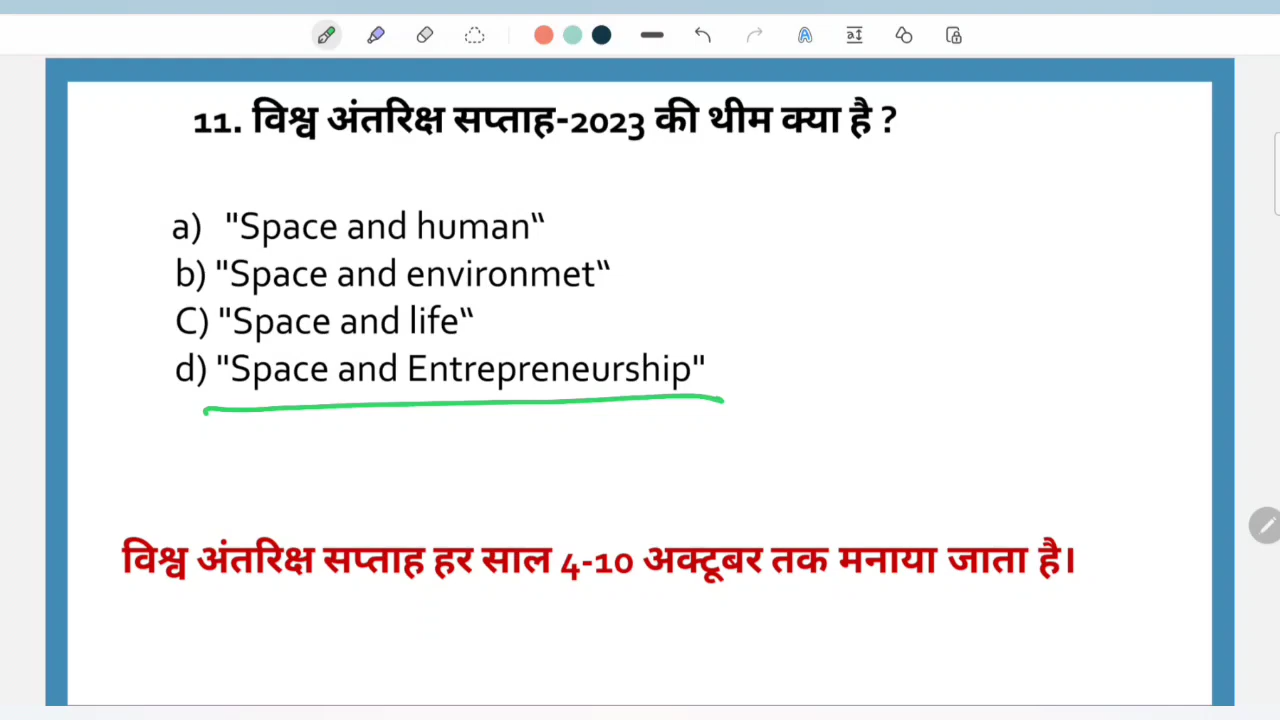 11. विश्व अंतरिक्ष सप्ताह-2023 की थीम क्या है ?
a) "Space and human“
b) "Space and environmet“
C) "Space and life“
d) "Space and Entrepreneurship"
विश्व अंतरिक्ष सप्ताह हर साल 4-10 अक्टूबर तक मनाया जाता है।